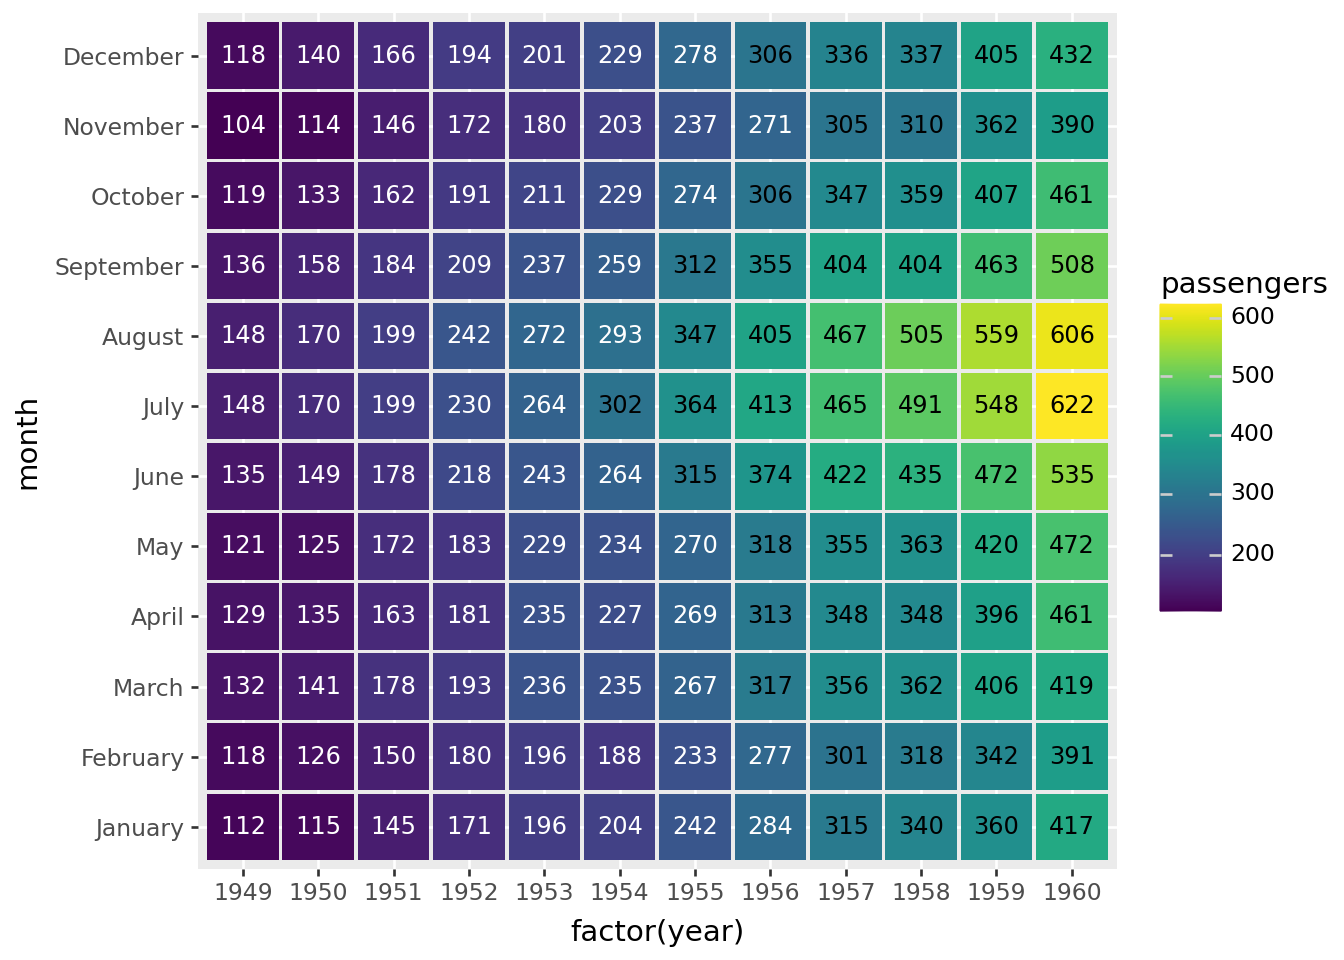 December 118 140 166 194 201 229 278 306 336 337 405 432
November 104 114 146 172 180 203 237 271 305 310 362 390
October 119 133 162 191 211 229 274 306 347 359 407 461
September 136 158 184 209 237 259 312 355 404 404 463 508
August 148 170 199 242 272 293 347 405 467 505 559 606
July 148 170 199 230 264 302 364 413 465 491 548 622
June 135 149 178 218 243 264 315 374 422 435 472 535
May 121 125 172 183 229 234 270 318 355 363 420 472
April 129 135 163 181 235 227 269 313 348 348 396 461
March 132 141 178 193 236 235 267 317 356 362 406 419
February 118 126 150 180 196 188 233 277 301 318 342 391
January 112 115 145 171 196 204 242 284 315 340 360 417
1949 1950 1951 1952 1953 1954 1955 1956 1957 1958 1959 1960
factor(year)
month
passengers
600
500
400
300
200